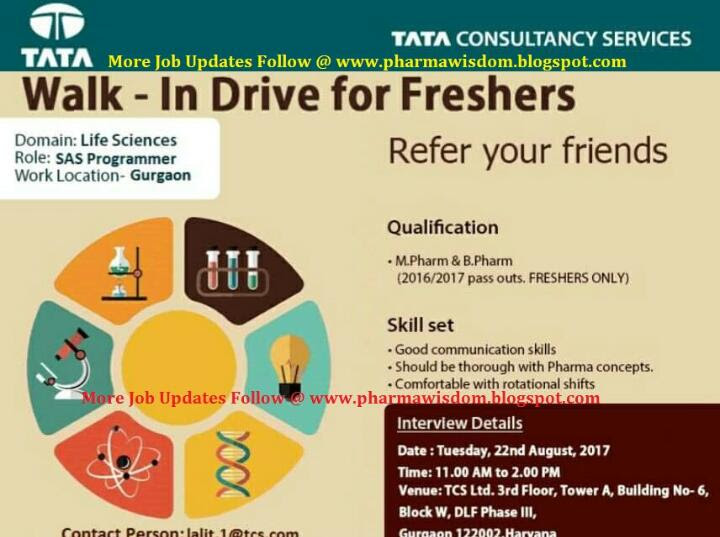 TATA
TATA CONSULTANCY SERVICES
More Job Updates Follow @ www.pharmawisdom.blogspot.com
Walk - In Drive for Freshers
Domain: Life Sciences
Role: SAS Programmer
Work Location- Gurgaon
Refer your friends
Qualification
• M.Pharm & B.Pharm
(2016/2017 pass outs. FRESHERS ONLY)
Skill set
• Good communication skills
• Should be thorough with Pharma concepts.
• Comfortable with rotational shifts
More Job Updates Follow @ www.pharmawisdom.blogspot.com
Interview Details
Date : Tuesday, 22nd August, 2017
Time: 11.00 AM to 2.00 PM
Venue: TCS Ltd. 3rd Floor, Tower A, Building No- 6,
Block W, DLF Phase III,
Gurgaon 122002.Haryana
Contact Person: lalit.1@tcs.com